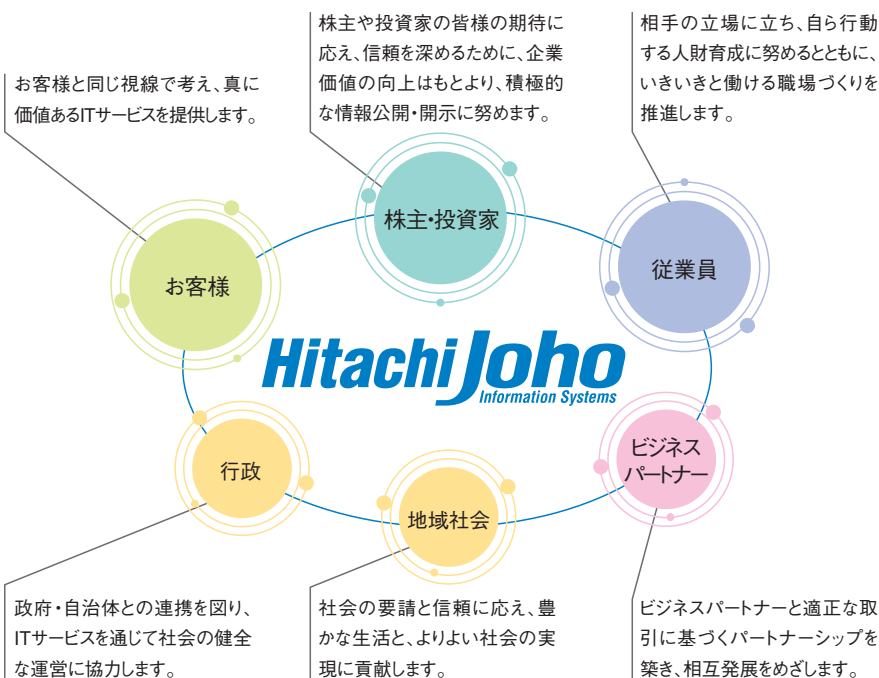 お客様と同じ視線で考え、真に
価値あるITサービスを提供します。
株主や投資家の皆様の期待に
応え、信頼を深めるために、企業
価値の向上はもとより、積極的
な情報公開・開示に努めます。
相手の立場に立ち、自ら行動
する人財育成に努めるとともに、
いきいきと働ける職場づくりを
推進します。
株主・投資家
お客様
従業員
Hitachi Joho
Information Systems
行政
地域社会
ビジネス
パートナー
政府・自治体との連携を図り、
ITサービスを通じて社会の健全
な運営に協力します。
社会の要請と信頼に応え、豊
かな生活と、よりよい社会の実
現に貢献します。
ビジネスパートナーと適正な取
引に基づくパートナーシップを
築き、相互発展をめざします。